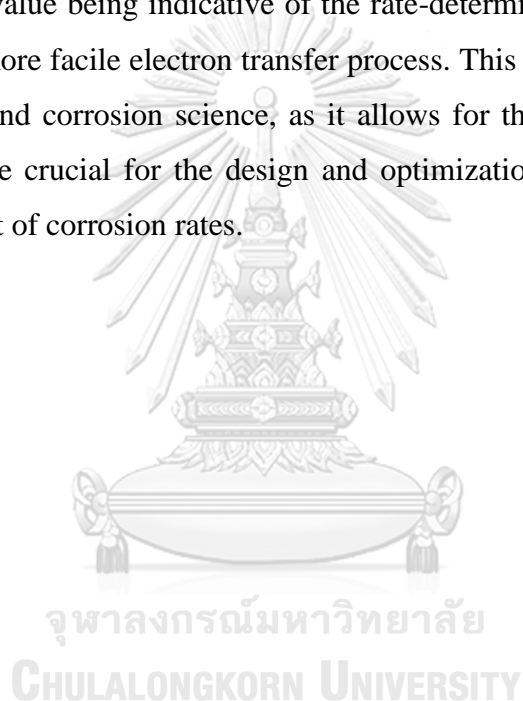 value being indicative of the rate-determi
ore facile electron transfer process. This
nd corrosion science, as it allows for th
e crucial for the design and optimizatio
t of corrosion rates.
จุฬาลงกรณ์มหาวิทยาลัย
CHULALONGKORN UNIVERSITY